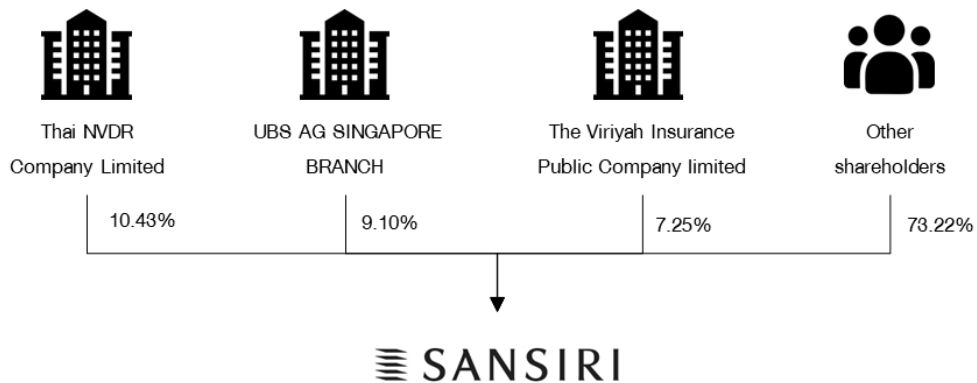 Thai NVDR
Company Limited
UBS AG SINGAPORE
BRANCH
The Viriyah Insurance
Public Company limited
Other
shareholders
10.43%
9.10%
7.25%
73.22%
SANSIRI